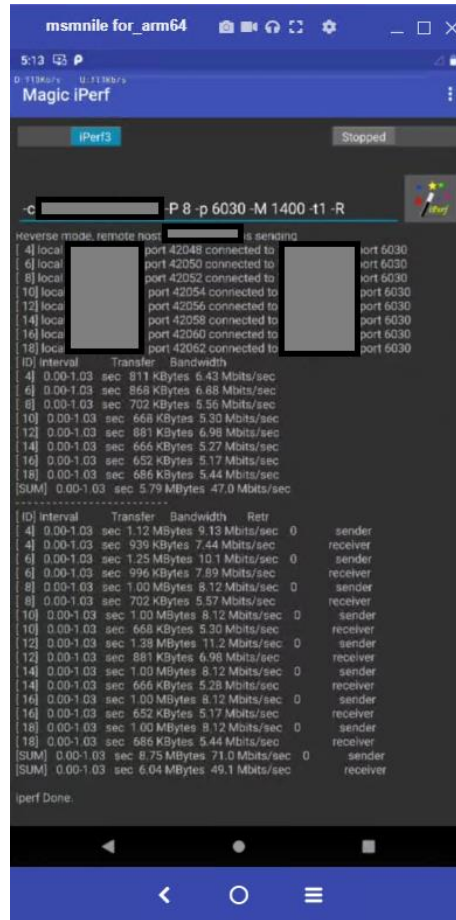 msmnile for_arm64
5:13 P
D: 113Kb/s U: 113Kb/s
Magic iPerf
iPerf3 Stopped
-c -P 8 -p 6030 -M 1400 -t1 -R
iPerf
Reverse mode, remote host is sending
[ 4] local port 42048 connected to port 6030
[ 6] local port 42050 connected to port 6030
[ 8] local port 42052 connected to port 6030
[ 10] local port 42054 connected to port 6030
[ 12] local port 42056 connected to port 6030
[ 14] local port 42058 connected to port 6030
[ 16] local port 42060 connected to port 6030
[ 18] local port 42062 connected to port 6030
[ ID] Interval Transfer Bandwidth
[ 4] 0.00-1.03 sec 811 KBytes 6.43 Mbits/sec
[ 6] 0.00-1.03 sec 868 KBytes 6.88 Mbits/sec
[ 8] 0.00-1.03 sec 702 KBytes 5.56 Mbits/sec
[ 10] 0.00-1.03 sec 668 KBytes 5.30 Mbits/sec
[ 12] 0.00-1.03 sec 881 KBytes 6.98 Mbits/sec
[ 14] 0.00-1.03 sec 666 KBytes 5.27 Mbits/sec
[ 16] 0.00-1.03 sec 652 KBytes 5.17 Mbits/sec
[ 18] 0.00-1.03 sec 686 KBytes 5.44 Mbits/sec
[SUM] 0.00-1.03 sec 5.79 MBytes 47.0 Mbits/sec
- - - - - - - - - - - - - - - - - - - - - - - - -
[ ID] Interval Transfer Bandwidth Retr
[ 4] 0.00-1.03 sec 1.12 MBytes 9.13 Mbits/sec 0 sender
[ 4] 0.00-1.03 sec 939 KBytes 7.44 Mbits/sec receiver
[ 6] 0.00-1.03 sec 1.25 MBytes 10.1 Mbits/sec 0 sender
[ 6] 0.00-1.03 sec 996 KBytes 7.89 Mbits/sec receiver
[ 8] 0.00-1.03 sec 1.00 MBytes 8.12 Mbits/sec 0 sender
[ 8] 0.00-1.03 sec 702 KBytes 5.57 Mbits/sec receiver
[ 10] 0.00-1.03 sec 1.00 MBytes 8.12 Mbits/sec 0 sender
[ 10] 0.00-1.03 sec 668 KBytes 5.30 Mbits/sec receiver
[ 12] 0.00-1.03 sec 1.38 MBytes 11.2 Mbits/sec 0 sender
[ 12] 0.00-1.03 sec 881 KBytes 6.98 Mbits/sec receiver
[ 14] 0.00-1.03 sec 1.00 MBytes 8.12 Mbits/sec 0 sender
[ 14] 0.00-1.03 sec 666 KBytes 5.28 Mbits/sec receiver
[ 16] 0.00-1.03 sec 1.00 MBytes 8.12 Mbits/sec 0 sender
[ 16] 0.00-1.03 sec 652 KBytes 5.17 Mbits/sec receiver
[ 18] 0.00-1.03 sec 1.00 MBytes 8.12 Mbits/sec 0 sender
[ 18] 0.00-1.03 sec 686 KBytes 5.44 Mbits/sec receiver
[SUM] 0.00-1.03 sec 8.75 MBytes 71.0 Mbits/sec 0 sender
[SUM] 0.00-1.03 sec 6.04 MBytes 49.1 Mbits/sec receiver
iperf Done.